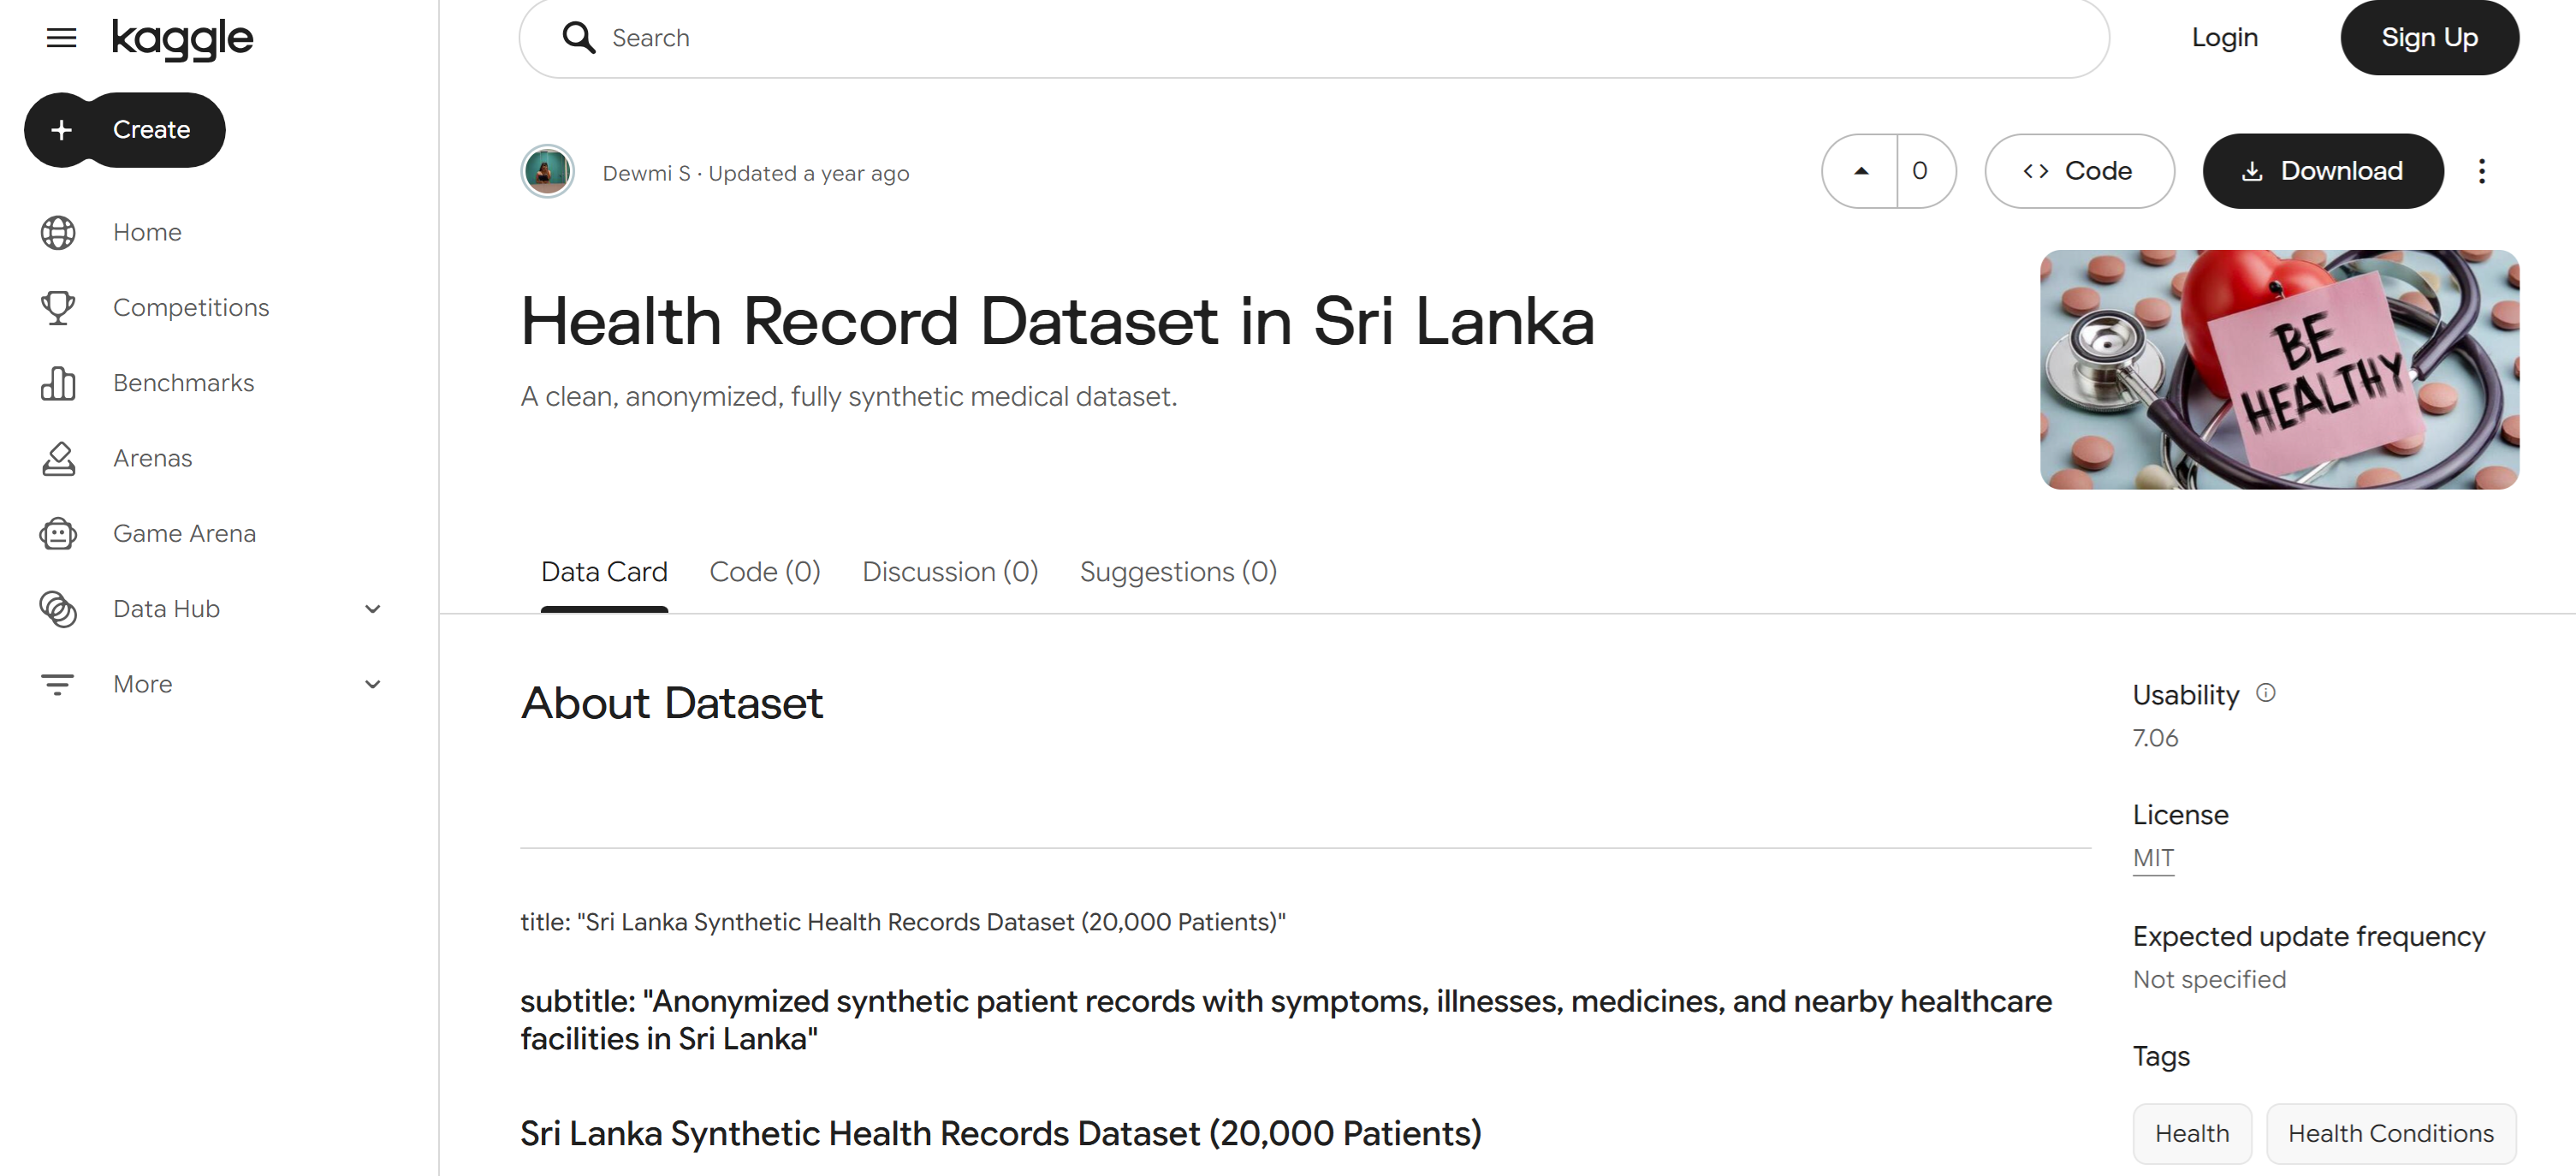 kaggle
Search
Login
Sign Up
Create
Home
Competitions
Benchmarks
Arenas
Game Arena
Data Hub
More
Dewmi S · Updated a year ago
0
Code
Download
Health Record Dataset in Sri Lanka
A clean, anonymized, fully synthetic medical dataset.
BE
HEALTHY
Data Card
Code (0)
Discussion (0)
Suggestions (0)
About Dataset
title: "Sri Lanka Synthetic Health Records Dataset (20,000 Patients)"
subtitle: "Anonymized synthetic patient records with symptoms, illnesses, medicines, and nearby healthcare
facilities in Sri Lanka"
Sri Lanka Synthetic Health Records Dataset (20,000 Patients)
Usability
7.06
License
MIT
Expected update frequency
Not specified
Tags
Health
Health Conditions